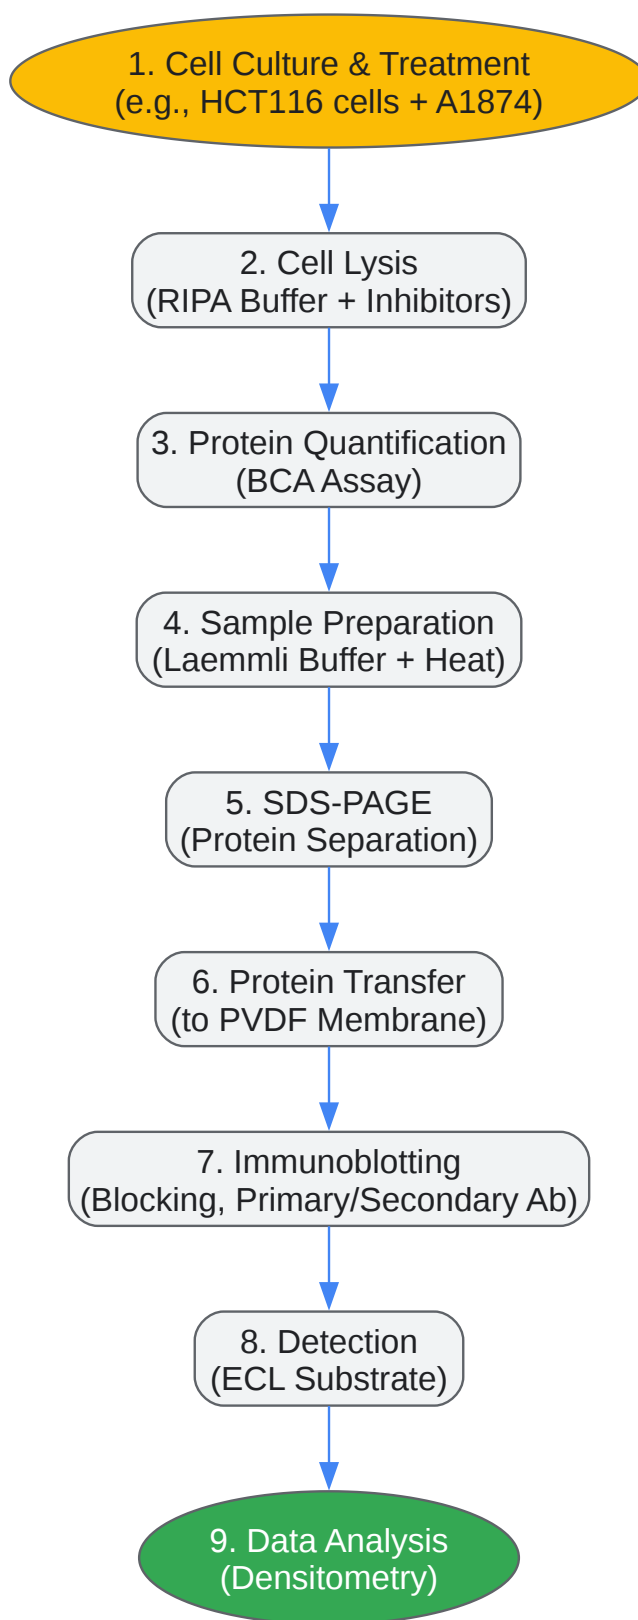 1. Cell Culture & Treatment
(e.g., HCT116 cells + A1874)
2. Cell Lysis
(RIPA Buffer + Inhibitors)
3. Protein Quantification
(BCA Assay)
4. Sample Preparation
(Laemmli Buffer + Heat)
5. SDS-PAGE
(Protein Separation)
6. Protein Transfer
(to PVDF Membrane)
7. Immunoblotting
(Blocking, Primary/Secondary Ab)
8. Detection
(ECL Substrate)
9. Data Analysis
(Densitometry)